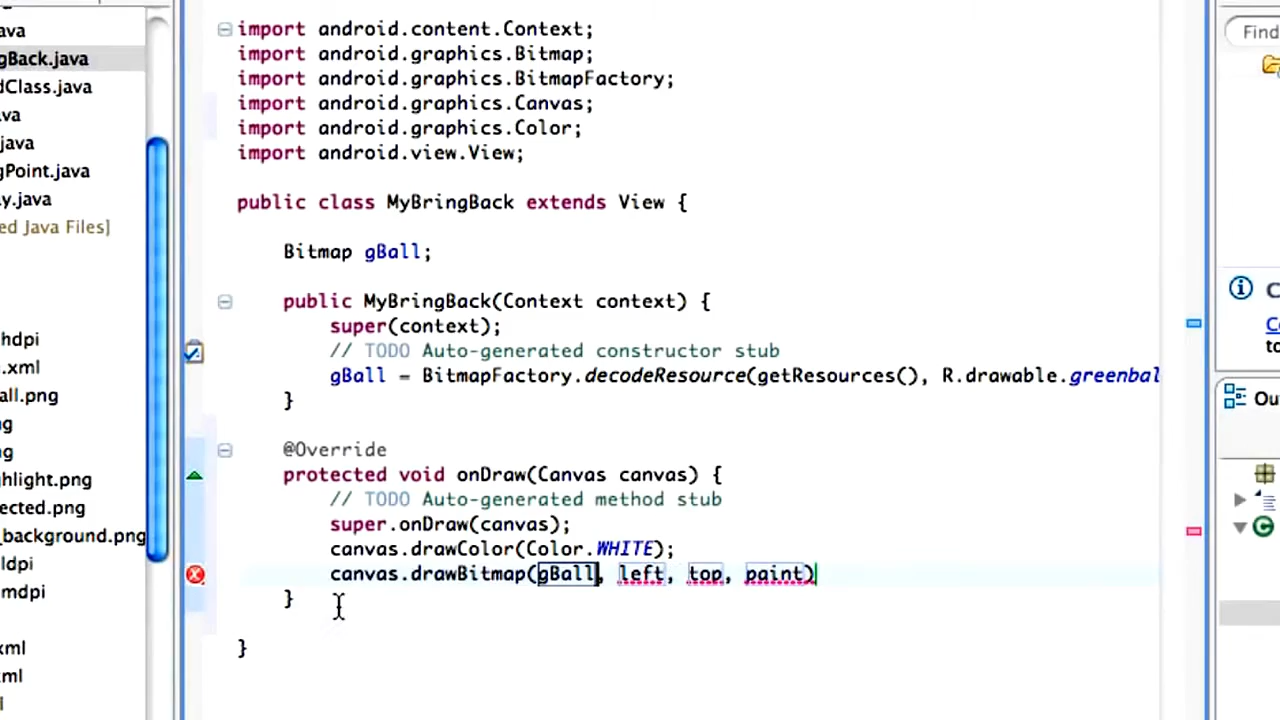 ava
gBack.java
dClass.java
va
java
gPoint.java
y.java
ed Java Files]
hdpi
.xml
all.png
ng
g
ghlight.png
ected.png
_background.png
ldpi
mdpi
xml
ml
import android.content.Context;
import android.graphics.Bitmap;
import android.graphics.BitmapFactory;
import android.graphics.Canvas;
import android.graphics.Color;
import android.view.View;
public class MyBringBack extends View {
Bitmap gBall;
public MyBringBack(Context context) {
super(context);
// TODO Auto-generated constructor stub
gBall = BitmapFactory.decodeResource(getResources(), R.drawable.greenbal
}
@Override
protected void onDraw(Canvas canvas) {
// TODO Auto-generated method stub
super.onDraw(canvas);
canvas.drawColor(Color.WHITE);
canvas.drawBitmap(gBall, left, top, paint)
}
}
Find
C
Co
to
Ou